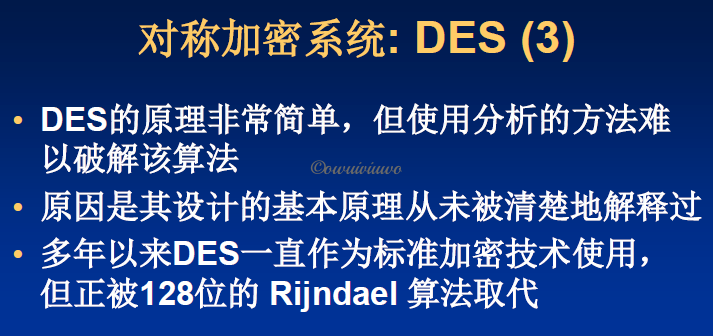 对称加密系统: DES (3)
• DES的原理非常简单，但使用分析的方法难
以破解该算法
©owuiviuwo
• 原因是其设计的基本原理从未被清楚地解释过
• 多年以来DES一直作为标准加密技术使用，
但正被128位的 Rijndael 算法取代